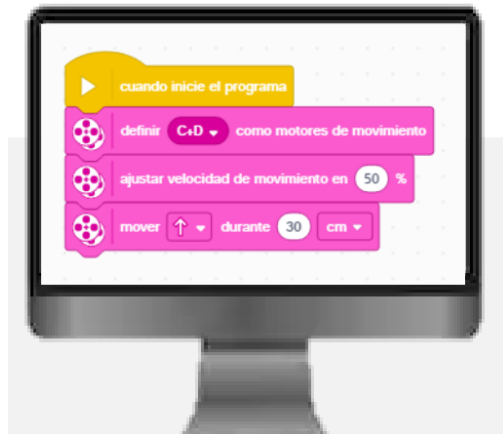 cuando inicie el programa
definir C+D como motores de movimiento
ajustar velocidad de movimiento en 50 %
mover ↑ durante 30 cm